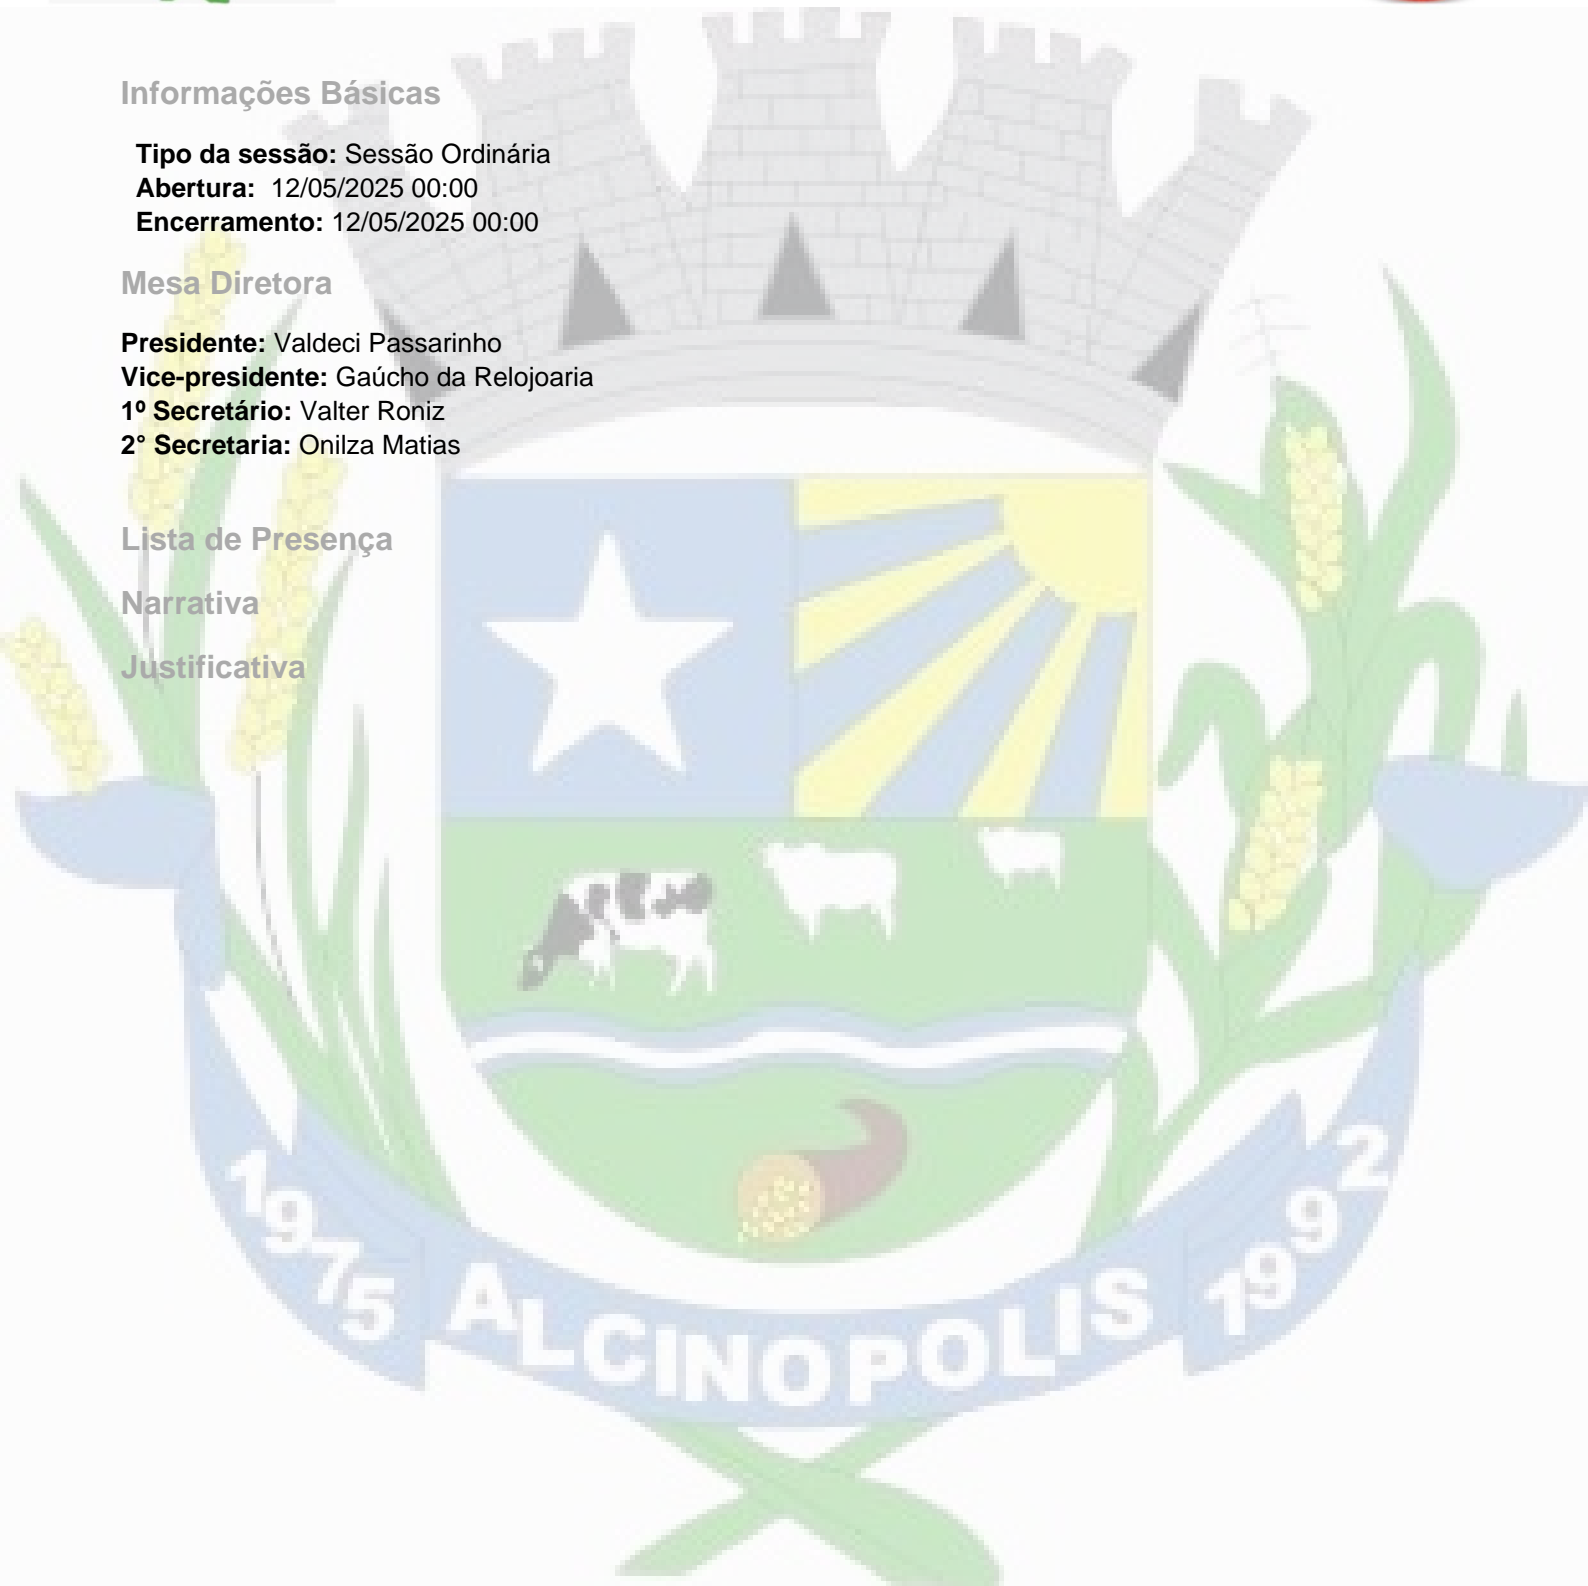 Informações Básicas
Tipo da sessão: Sessão Ordinária
Abertura: 12/05/2025 00:00
Encerramento: 12/05/2025 00:00
Mesa Diretora
Presidente: Valdeci Passarinho
Vice-presidente: Gaúcho da Relojoaria
1º Secretário: Valter Roniz
2° Secretaria: Onilza Matias
Lista de Presença
Narrativa
Justificativa
1975 ALCINOPOLIS 1992